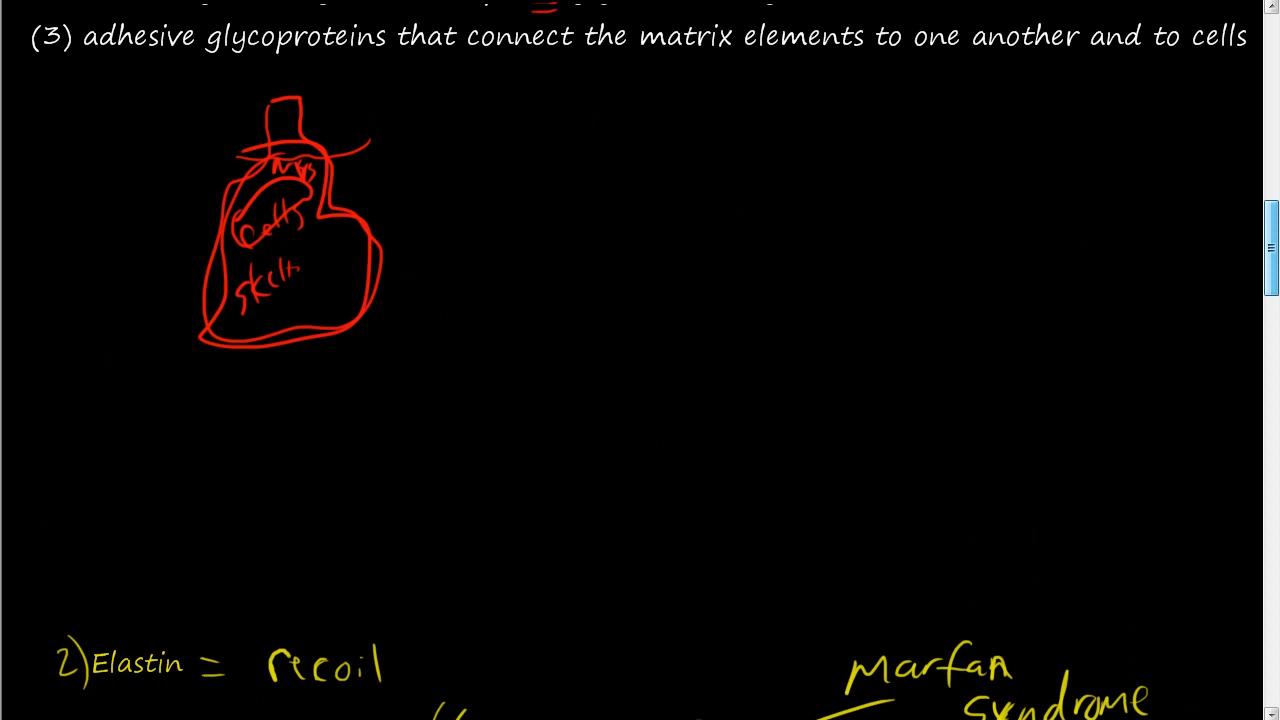 (3) adhesive glycoproteins that connect the matrix elements to one another and to cells
cells
2) Elastin = recoil
marfan
syndrome